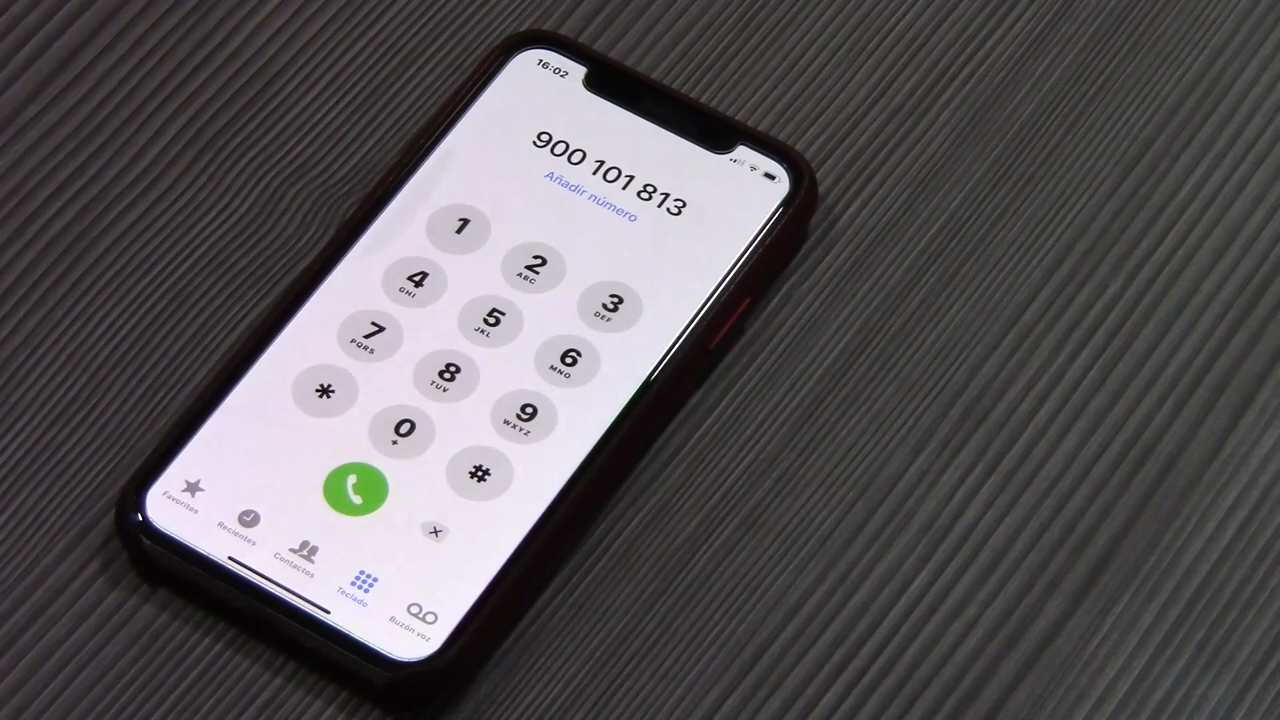 16:02
900 101 813
Añadir número
1
2
ABC
3
DEF
4
GHI
5
JKL
6
MNO
7
PQRS
8
TUV
9
WXYZ
*
0
+
#
Favoritos
Recientes
Contactos
Teclado
Buzón voz